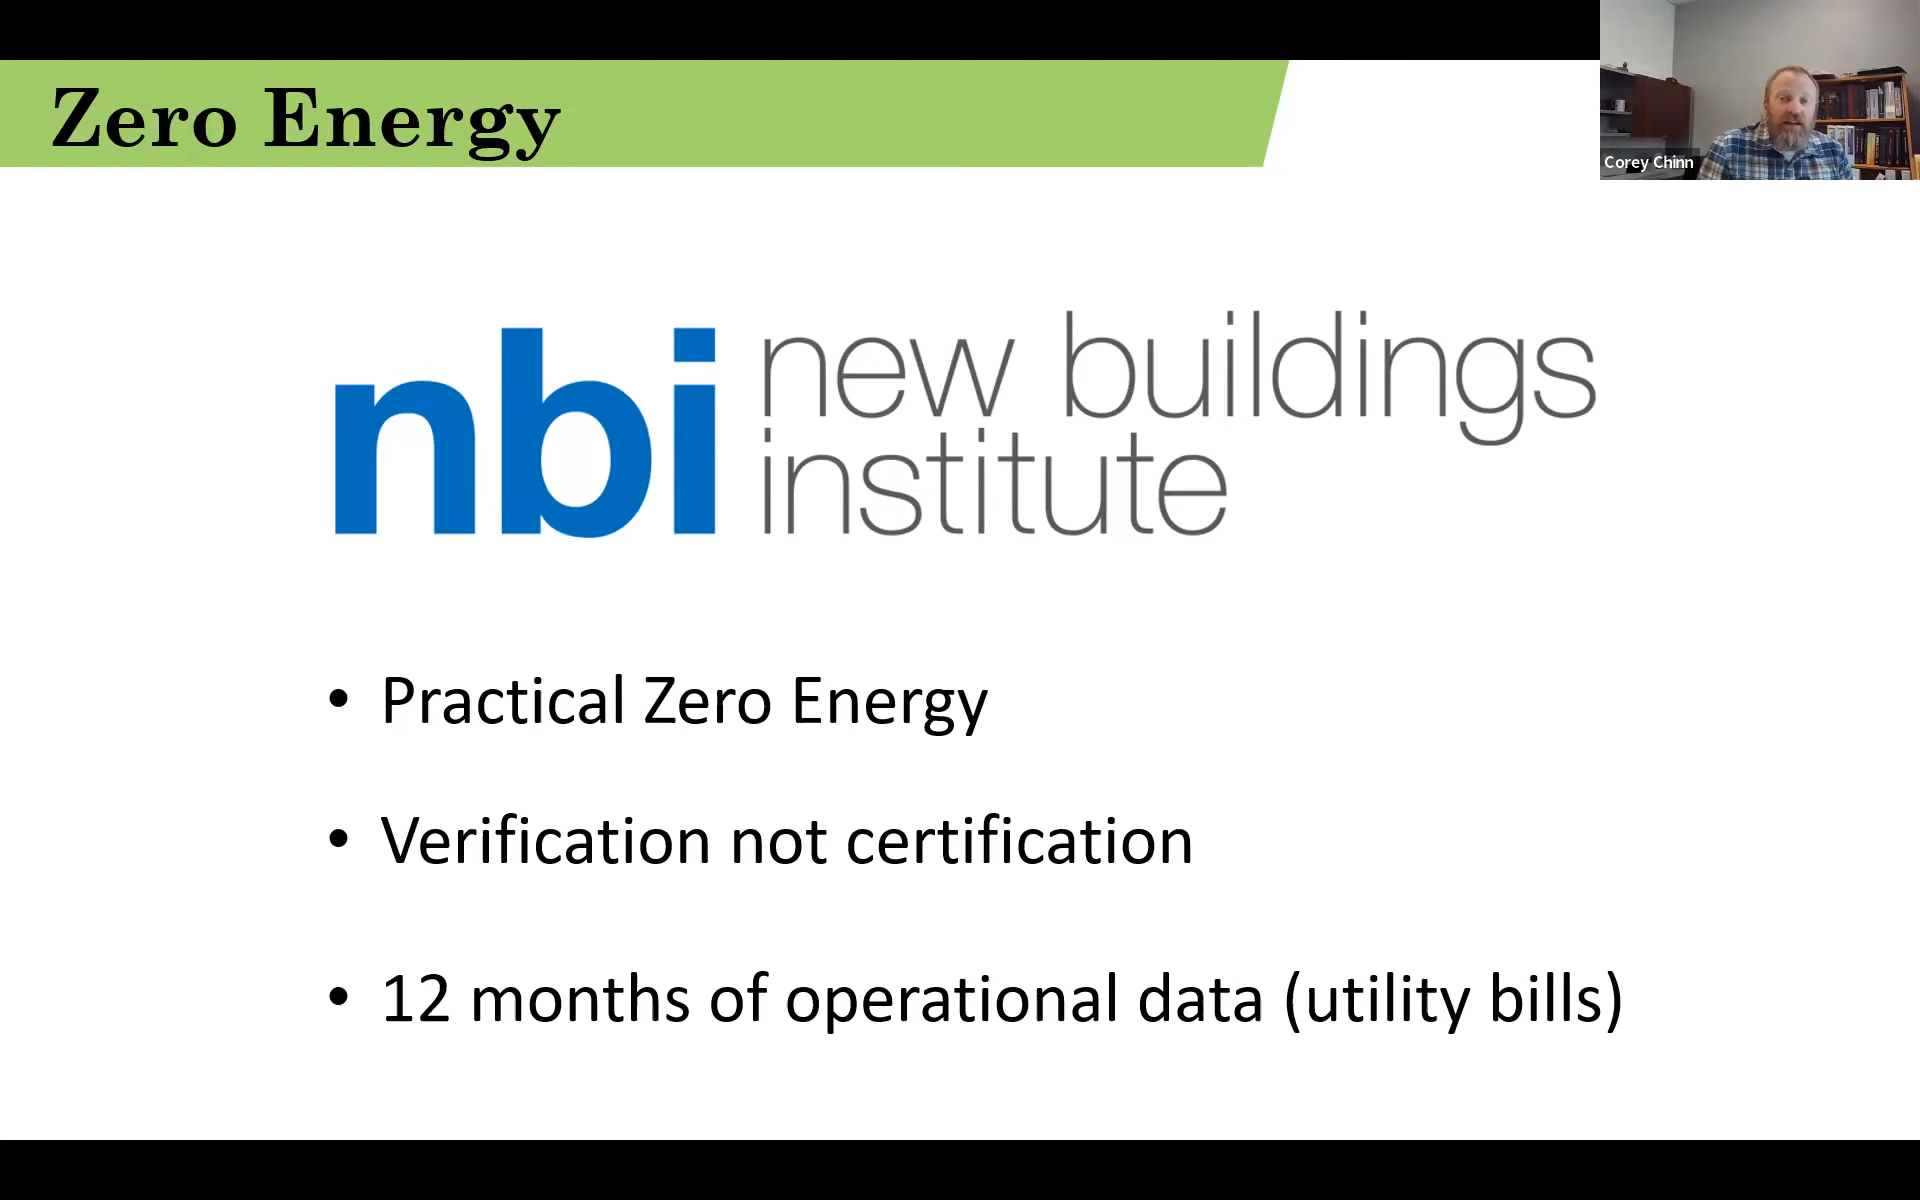 Zero Energy
Corey Chinn
nbi new buildings
institute
• Practical Zero Energy
• Verification not certification
• 12 months of operational data (utility bills)